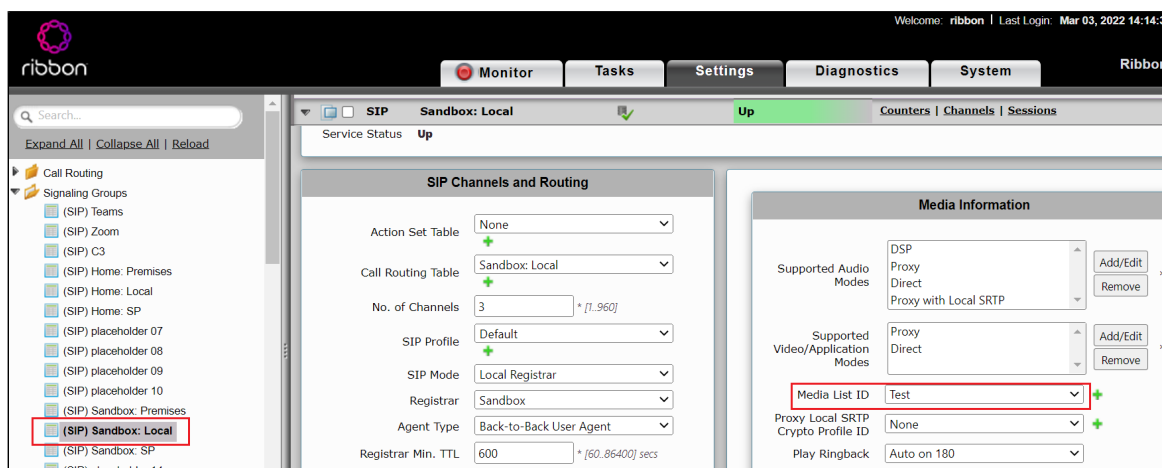 Welcome: ribbon | Last Login: Mar 03, 2022 14:14:3
ribbon
Monitor Tasks Settings Diagnostics System Ribbon
Search...
Expand All | Collapse All | Reload
Call Routing
Signaling Groups
(SIP) Teams
(SIP) Zoom
(SIP) C3
(SIP) Home: Premises
(SIP) Home: Local
(SIP) Home: SP
(SIP) placeholder 07
(SIP) placeholder 08
(SIP) placeholder 09
(SIP) placeholder 10
(SIP) Sandbox: Premises
(SIP) Sandbox: Local
(SIP) Sandbox: SP
SIP Sandbox: Local Up Counters | Channels | Sessions
Service Status Up
SIP Channels and Routing
Action Set Table None
Call Routing Table Sandbox: Local
No. of Channels 3 * [1..960]
SIP Profile Default
SIP Mode Local Registrar
Registrar Sandbox
Agent Type Back-to-Back User Agent
Registrar Min. TTL 600 * [60..86400] secs
Media Information
Supported Audio Modes
DSP
Proxy
Direct
Proxy with Local SRTP
Add/Edit
Remove
Supported
Video/Application
Modes
Proxy
Direct
Add/Edit
Remove
Media List ID Test
Proxy Local SRTP
Crypto Profile ID None
Play Ringback Auto on 180